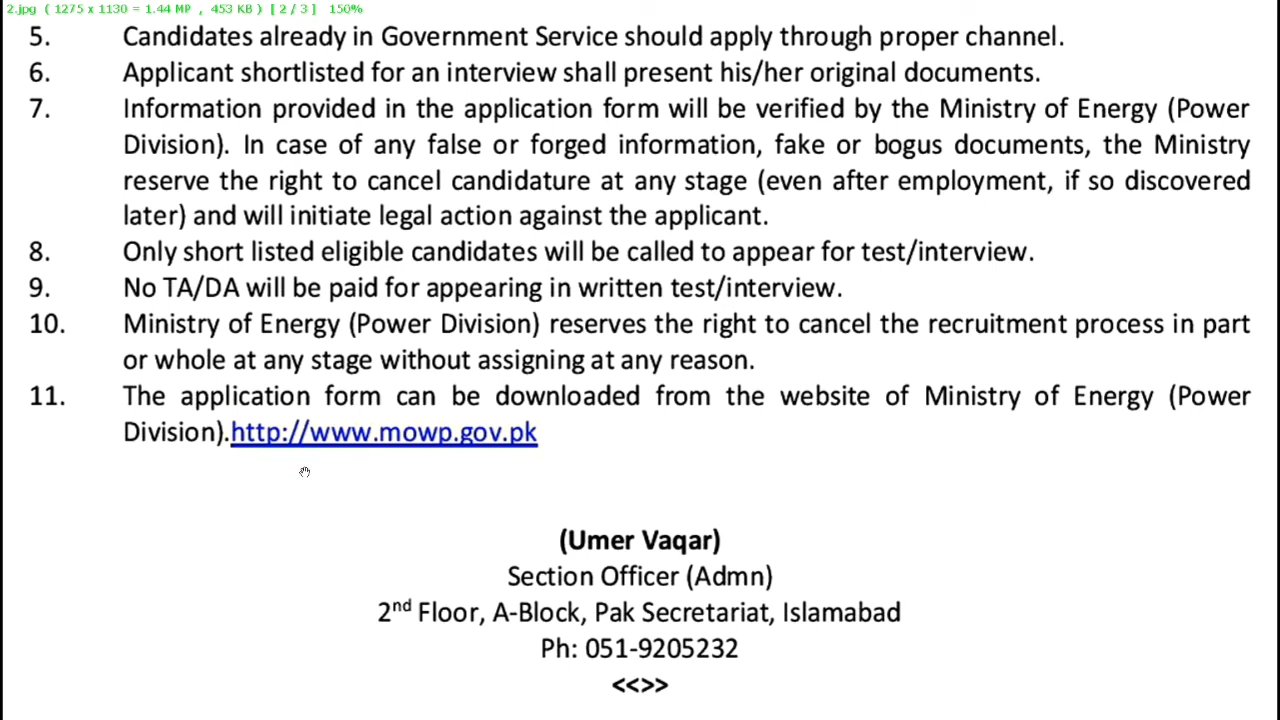 2.jpg ( 1275 x 1130 = 1.44 MP , 453 KB ) [ 2 / 3 ] 150%
5. Candidates already in Government Service should apply through proper channel.
6. Applicant shortlisted for an interview shall present his/her original documents.
7. Information provided in the application form will be verified by the Ministry of Energy (Power
Division). In case of any false or forged information, fake or bogus documents, the Ministry
reserve the right to cancel candidature at any stage (even after employment, if so discovered
later) and will initiate legal action against the applicant.
8. Only short listed eligible candidates will be called to appear for test/interview.
9. No TA/DA will be paid for appearing in written test/interview.
10. Ministry of Energy (Power Division) reserves the right to cancel the recruitment process in part
or whole at any stage without assigning at any reason.
11. The application form can be downloaded from the website of Ministry of Energy (Power
Division).http://www.mowp.gov.pk
(Umer Vaqar)
Section Officer (Admn)
2nd Floor, A-Block, Pak Secretariat, Islamabad
Ph: 051-9205232
<<>>